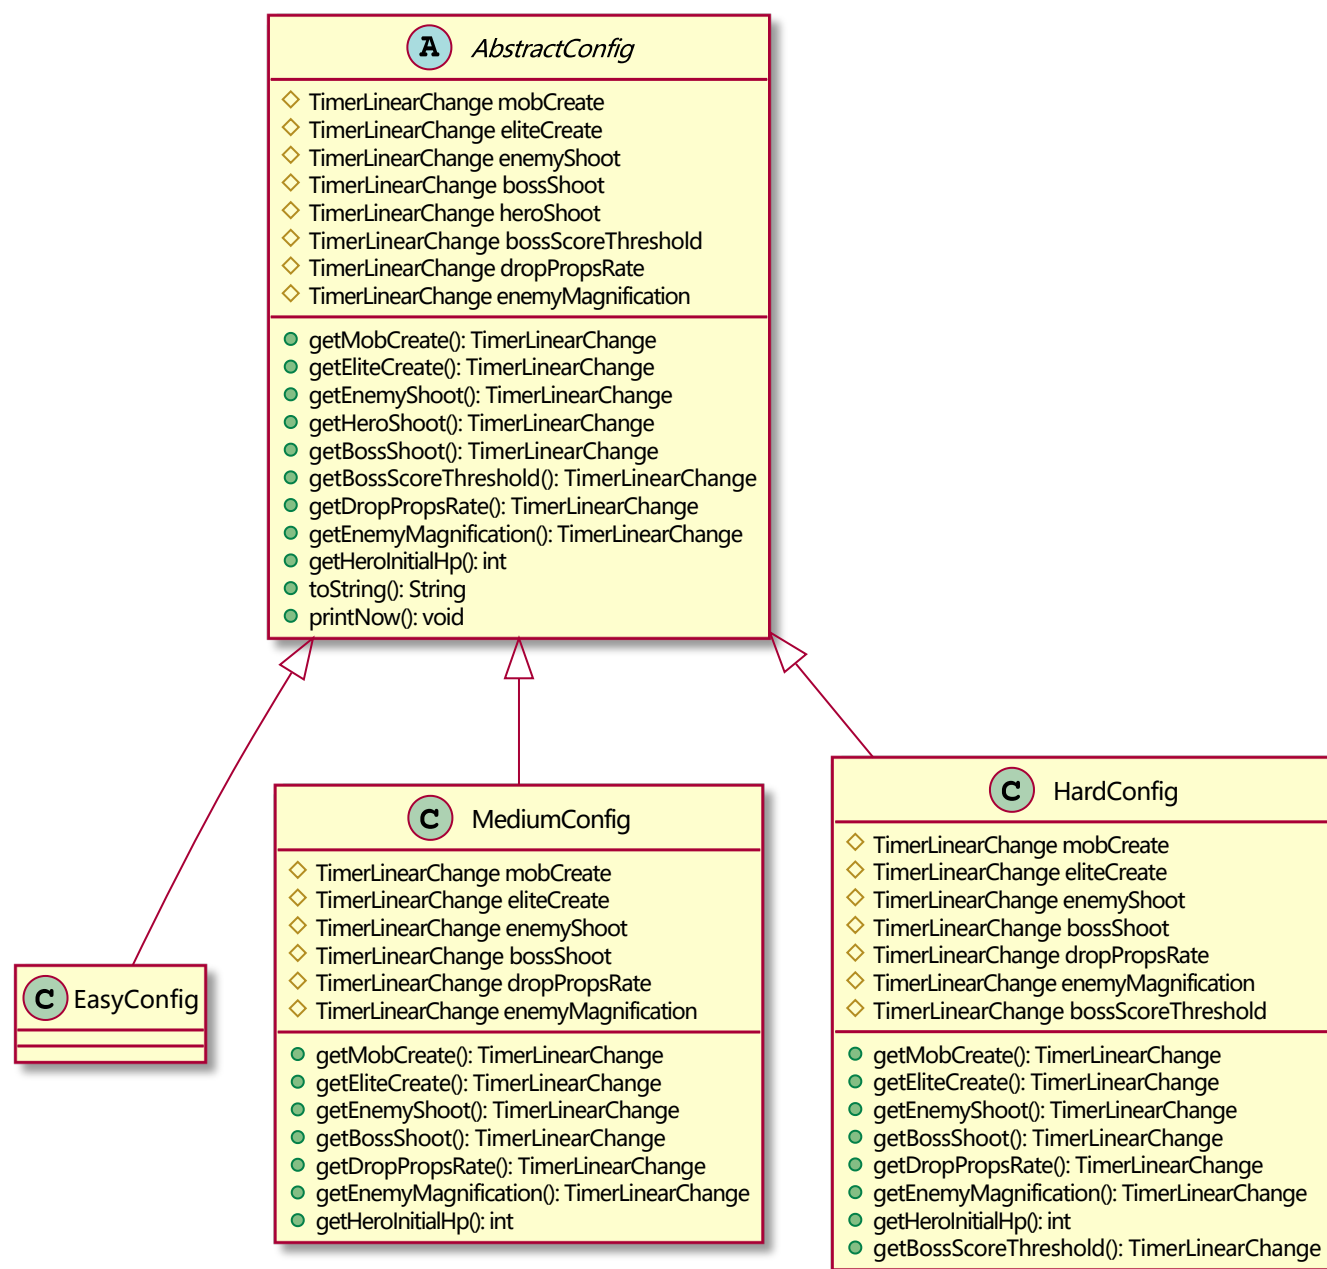 A AbstractConfig
TimerLinearChange mobCreate
TimerLinearChange eliteCreate
TimerLinearChange enemyShoot
TimerLinearChange bossShoot
TimerLinearChange heroShoot
TimerLinearChange bossScoreThreshold
TimerLinearChange dropPropsRate
TimerLinearChange enemyMagnification
getMobCreate(): TimerLinearChange
getEliteCreate(): TimerLinearChange
getEnemyShoot(): TimerLinearChange
getHeroShoot(): TimerLinearChange
getBossShoot(): TimerLinearChange
getBossScoreThreshold(): TimerLinearChange
getDropPropsRate(): TimerLinearChange
getEnemyMagnification(): TimerLinearChange
getHeroInitialHp(): int
toString(): String
printNow(): void
C EasyConfig
C MediumConfig
TimerLinearChange mobCreate
TimerLinearChange eliteCreate
TimerLinearChange enemyShoot
TimerLinearChange bossShoot
TimerLinearChange dropPropsRate
TimerLinearChange enemyMagnification
getMobCreate(): TimerLinearChange
getEliteCreate(): TimerLinearChange
getEnemyShoot(): TimerLinearChange
getBossShoot(): TimerLinearChange
getDropPropsRate(): TimerLinearChange
getEnemyMagnification(): TimerLinearChange
getHeroInitialHp(): int
C HardConfig
TimerLinearChange mobCreate
TimerLinearChange eliteCreate
TimerLinearChange enemyShoot
TimerLinearChange bossShoot
TimerLinearChange dropPropsRate
TimerLinearChange enemyMagnification
TimerLinearChange bossScoreThreshold
getMobCreate(): TimerLinearChange
getEliteCreate(): TimerLinearChange
getEnemyShoot(): TimerLinearChange
getBossShoot(): TimerLinearChange
getDropPropsRate(): TimerLinearChange
getEnemyMagnification(): TimerLinearChange
getHeroInitialHp(): int
getBossScoreThreshold(): TimerLinearChange